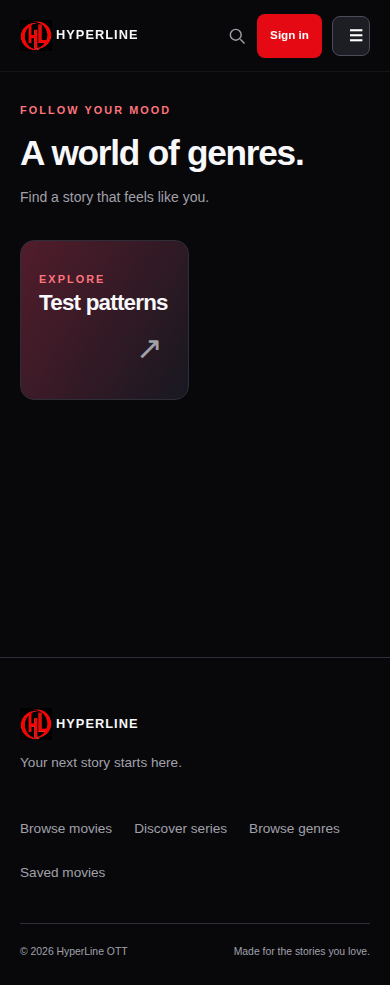 HYPERLINE
Sign in
FOLLOW YOUR MOOD
A world of genres.
Find a story that feels like you.
EXPLORE
Test patterns
HYPERLINE
Your next story starts here.
Browse movies Discover series Browse genres
Saved movies
© 2026 HyperLine OTT Made for the stories you love.